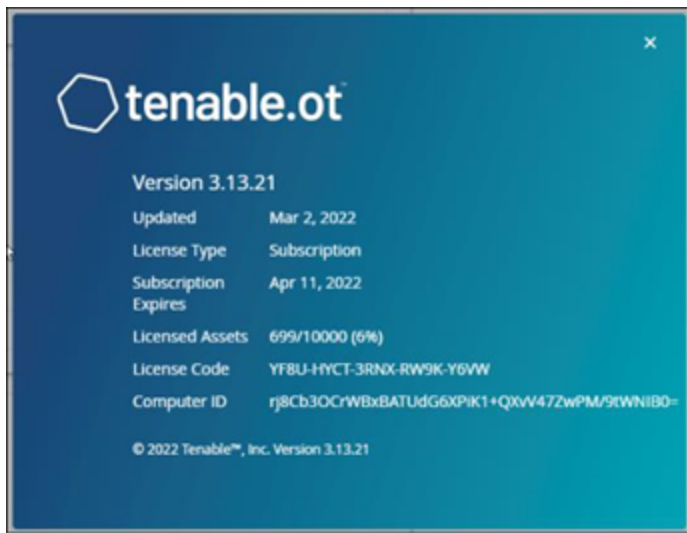 tenable.ot™
Version 3.13.21
Updated Mar 2, 2022
License Type Subscription
Subscription Expires Apr 11, 2022
Licensed Assets 699/10000 (6%)
License Code YF8U-HYCT-3RNX-RW9K-Y6VW
Computer ID rj8Cb3OCrWBxBATUdG6XPiK1+QXvV47ZwPM/9tWNIB0=
© 2022 Tenable™, Inc. Version 3.13.21